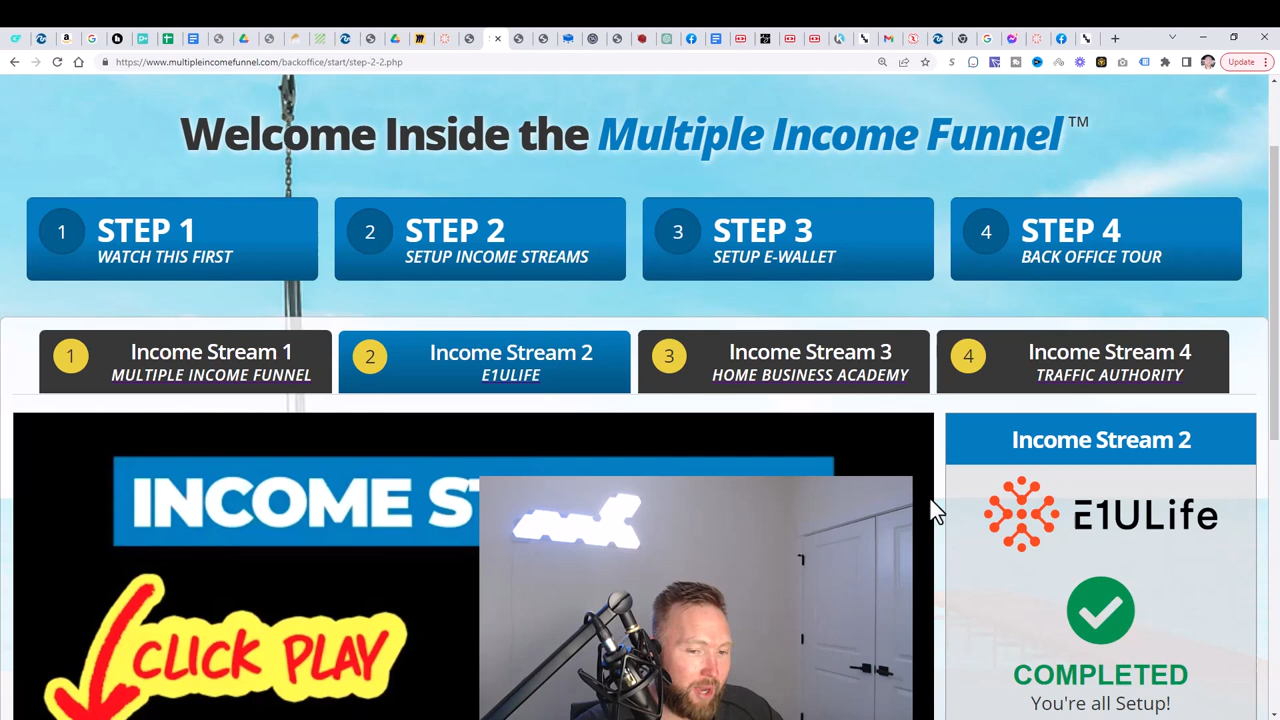 Update
https://www.multipleincomefunnel.com/backoffice/start/step-2-2.php
Welcome Inside the Multiple Income Funnel™
1
STEP 1
WATCH THIS FIRST
2
STEP 2
SETUP INCOME STREAMS
3
STEP 3
SETUP E-WALLET
4
STEP 4
BACK OFFICE TOUR
1
Income Stream 1
MULTIPLE INCOME FUNNEL
2
Income Stream 2
E1ULIFE
3
Income Stream 3
HOME BUSINESS ACADEMY
4
Income Stream 4
TRAFFIC AUTHORITY
INCOME ST
CLICK PLAY
Income Stream 2
E1ULife
COMPLETED
You're all Setup!